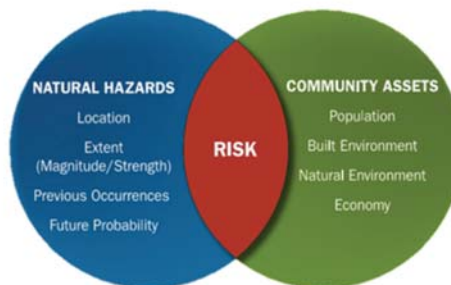 NATURAL HAZARDS
Location
Extent
(Magnitude/Strength)
Previous Occurrences
Future Probability
RISK
COMMUNITY ASSETS
Population
Built Environment
Natural Environment
Economy